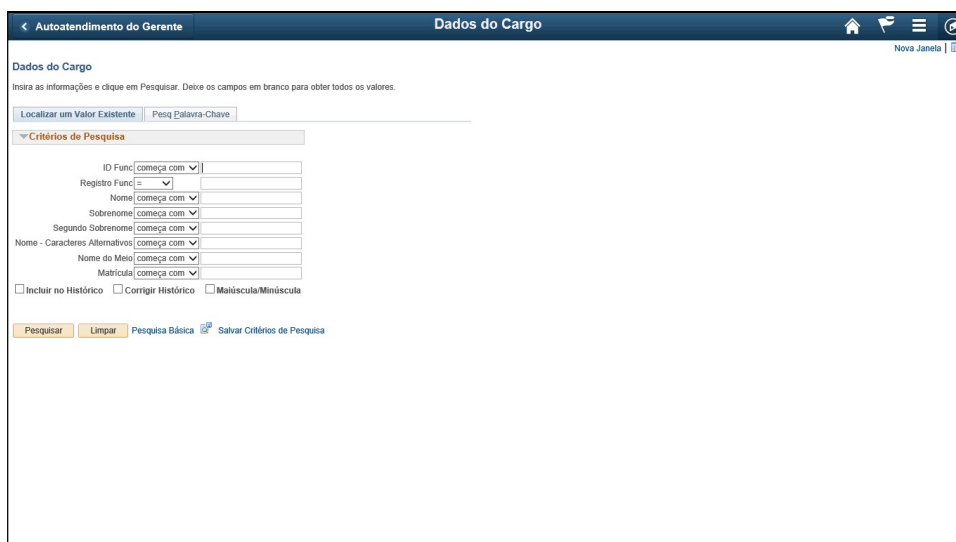 Autoatendimento do Gerente Dados do Cargo
Nova Janela |
Dados do Cargo
Insira as informações e clique em Pesquisar. Deixe os campos em branco para obter todos os valores.
Localizar um Valor Existente Pesq Palavra-Chave
Critérios de Pesquisa
ID Func começa com
Registro Func =
Nome começa com
Sobrenome começa com
Segundo Sobrenome começa com
Nome - Caracteres Alternativos começa com
Nome do Meio começa com
Matrícula começa com
Incluir no Histórico Corrigir Histórico Maiúscula/Minúscula
Pesquisar Limpar Pesquisa Básica Salvar Critérios de Pesquisa